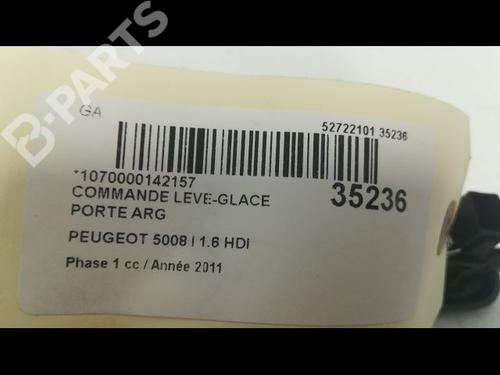 B-PARTS
GA
52722101 35236
*1070000142157
35236
COMMANDE LEVE-GLACE
PORTE ARG
PEUGEOT 5008 I 1.6 HDi
Phase 1 cc / Année 2011